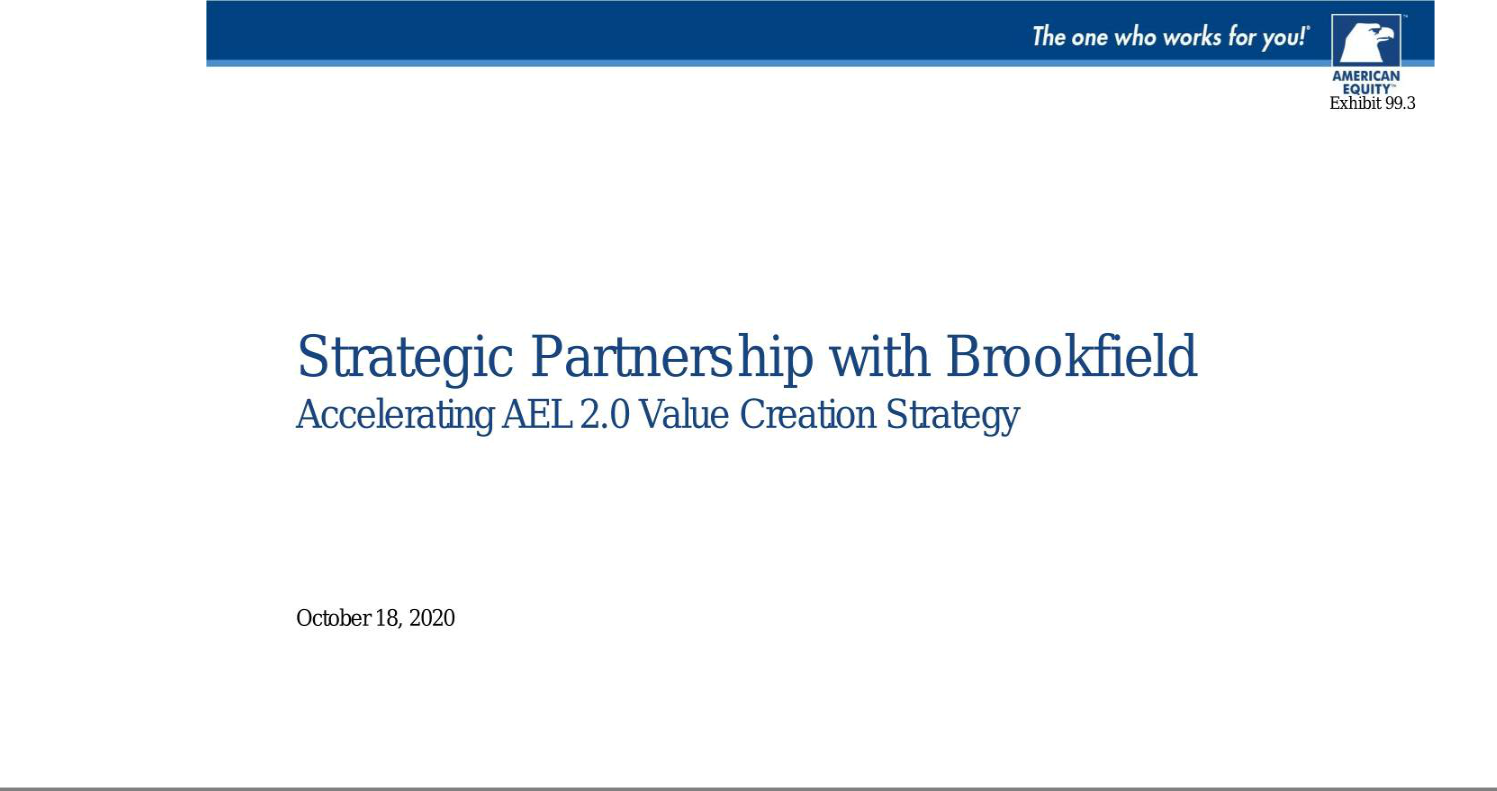 The one who works for you!®
AMERICAN
EQUITY™
Exhibit 99.3
Strategic Partnership with Brookfield
Accelerating AEL 2.0 Value Creation Strategy
October 18, 2020